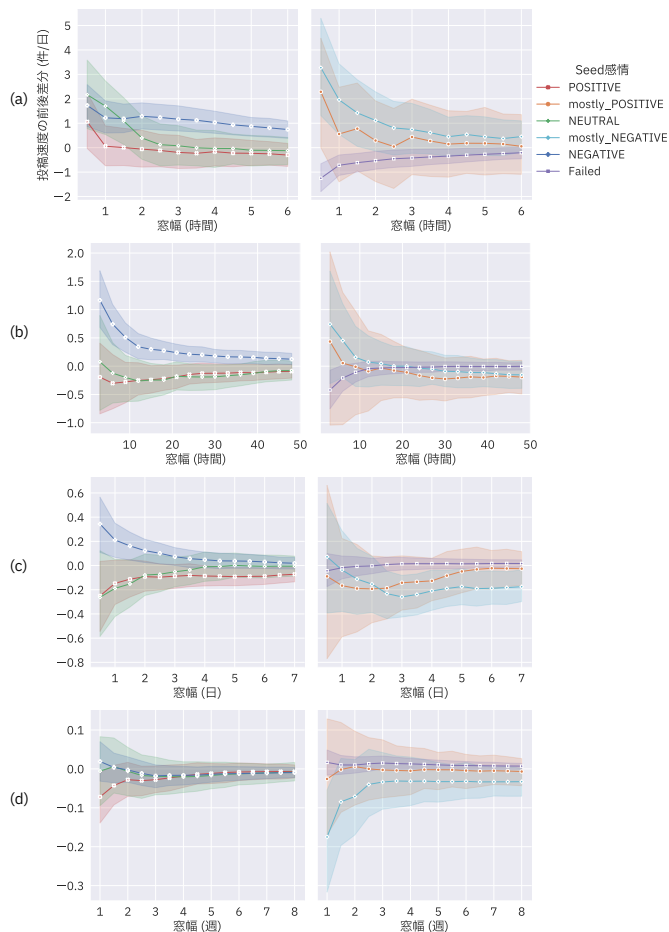 (a)
投稿速度の前後差分 (件/日)
5
4
3
2
1
0
−1
−2
1 2 3 4 5 6
窓幅 (時間)
1 2 3 4 5 6
窓幅 (時間)
Seed感情
POSITIVE
mostly_POSITIVE
NEUTRAL
mostly_NEGATIVE
NEGATIVE
Failed
(b)
2.0
1.5
1.0
0.5
0.0
−0.5
−1.0
10 20 30 40 50
窓幅 (時間)
10 20 30 40 50
窓幅 (時間)
(c)
0.6
0.4
0.2
0.0
−0.2
−0.4
−0.6
−0.8
1 2 3 4 5 6 7
窓幅 (日)
1 2 3 4 5 6 7
窓幅 (日)
(d)
0.1
0.0
−0.1
−0.2
−0.3
1 2 3 4 5 6 7 8
窓幅 (週)
1 2 3 4 5 6 7 8
窓幅 (週)